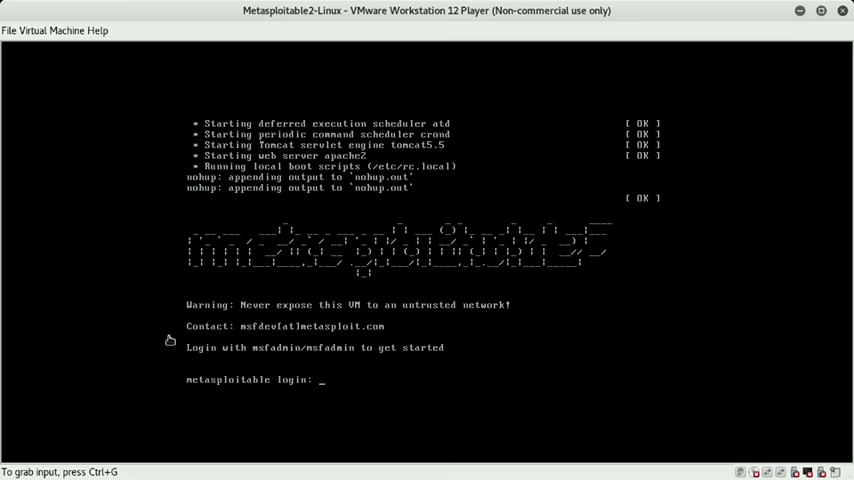 Metasploitable2-Linux - VMware Workstation 12 Player (Non-commercial use only)
File Virtual Machine Help
* Starting deferred execution scheduler atd [ OK ]
* Starting periodic command scheduler crond [ OK ]
* Starting Tomcat servlet engine tomcat5.5 [ OK ]
* Starting web server apache2 [ OK ]
* Running local boot scripts (/etc/rc.local)
nohup: appending output to `nohup.out'
nohup: appending output to `nohup.out'
[ OK ]
metasploitable2
Warning: Never expose this VM to an untrusted network!
Contact: msfdev[at]metasploit.com
Login with msfadmin/msfadmin to get started
metasploitable login: _
To grab input, press Ctrl+G